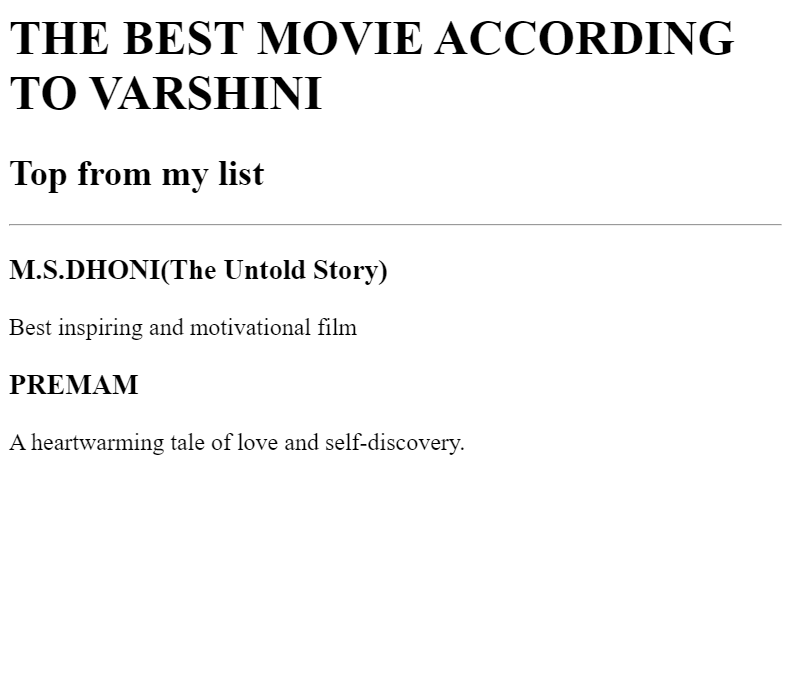 THE BEST MOVIE ACCORDING
TO VARSHINI
Top from my list
M.S.DHONI(The Untold Story)
Best inspiring and motivational film
PREMAM
A heartwarming tale of love and self-discovery.